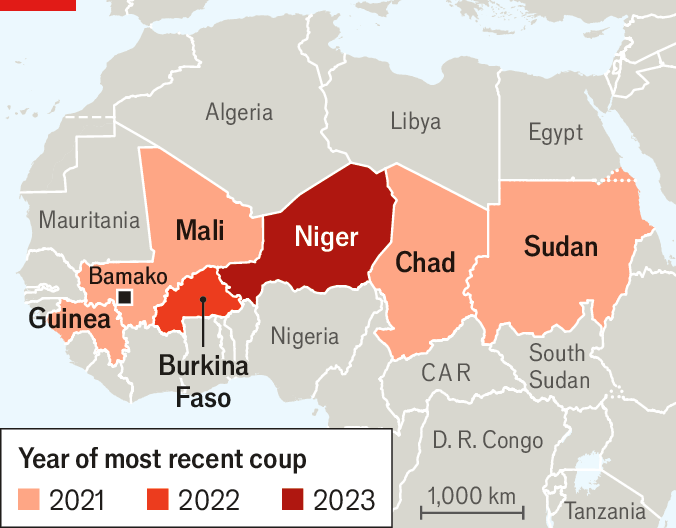 Algeria
Libya
Egypt
Mauritania
Mali
Niger
Chad
Sudan
Bamako
Guinea
Nigeria
Burkina
Faso
CAR
South
Sudan
D. R. Congo
Tanzania
1,000 km
Year of most recent coup
2021 2022 2023